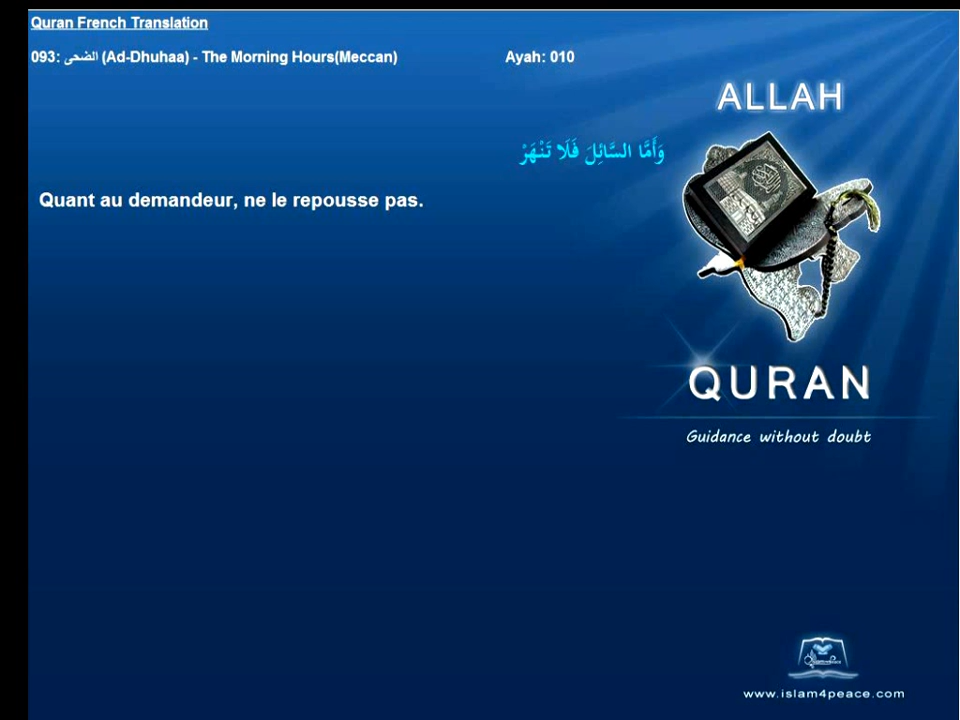 Quran French Translation
093: الضحى (Ad-Dhuhaa) - The Morning Hours(Meccan) Ayah: 010
ALLAH
وَأَمَّا السَّائِلَ فَلَا تَنْهَرْ
Quant au demandeur, ne le repousse pas.
QURAN
Guidance without doubt
www.islam4peace.com